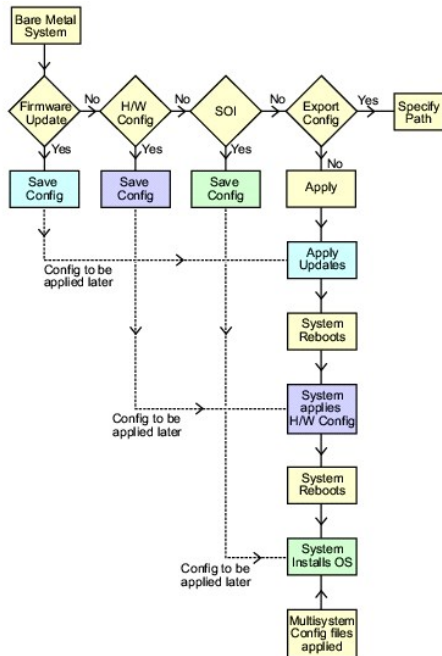 Bare Metal
System
Firmware
Update
No
H/W
Config
No
SOI
No
Export
Config
Yes
Specify
Path
Yes
Yes
Yes
No
Save
Config
Save
Config
Save
Config
Apply
Config to be
applied later
Apply
Updates
System
Reboots
Config to be
applied later
System
applies
H/W Config
System
Reboots
Config to be
applied later
System
Installs OS
Multisystem
Config files
applied